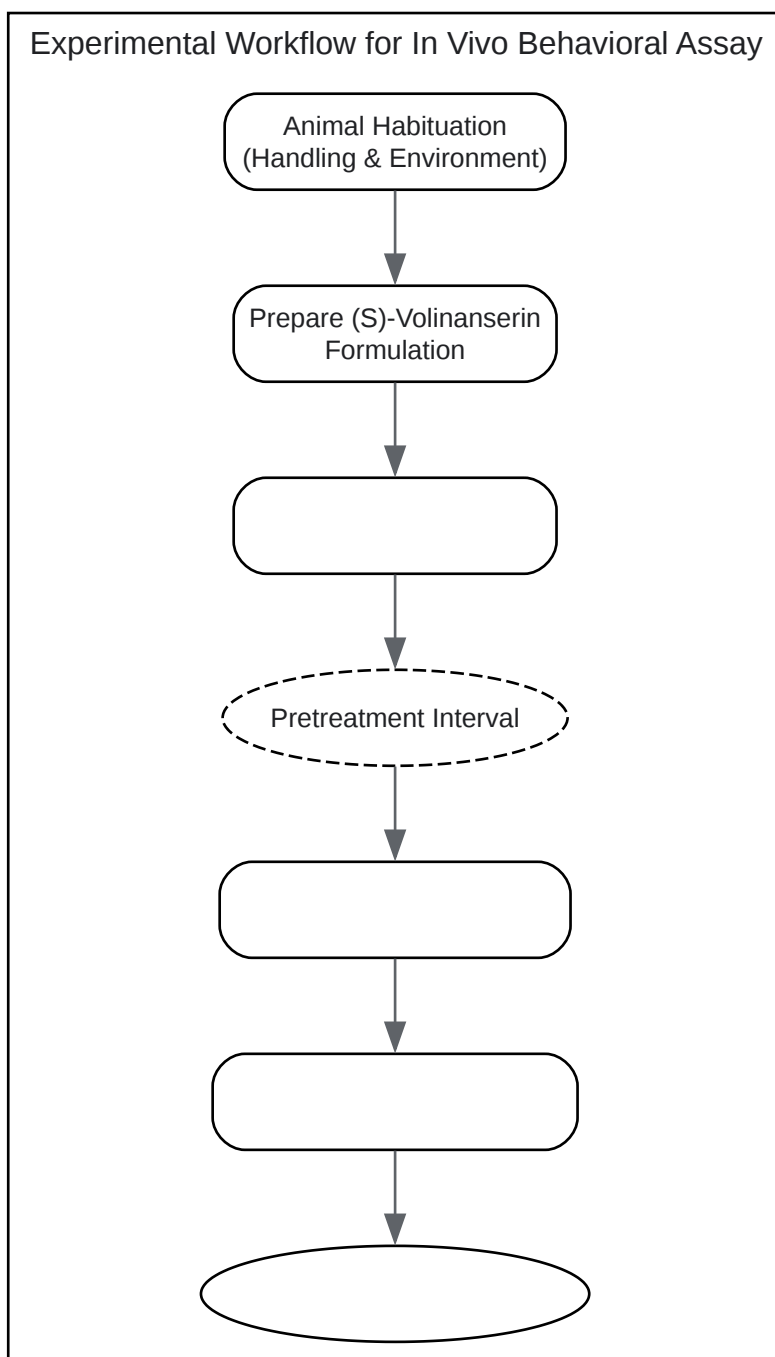 Experimental Workflow for In Vivo Behavioral Assay
Animal Habituation
(Handling & Environment)
Prepare (S)-Volinanserin
Formulation
Pretreatment Interval